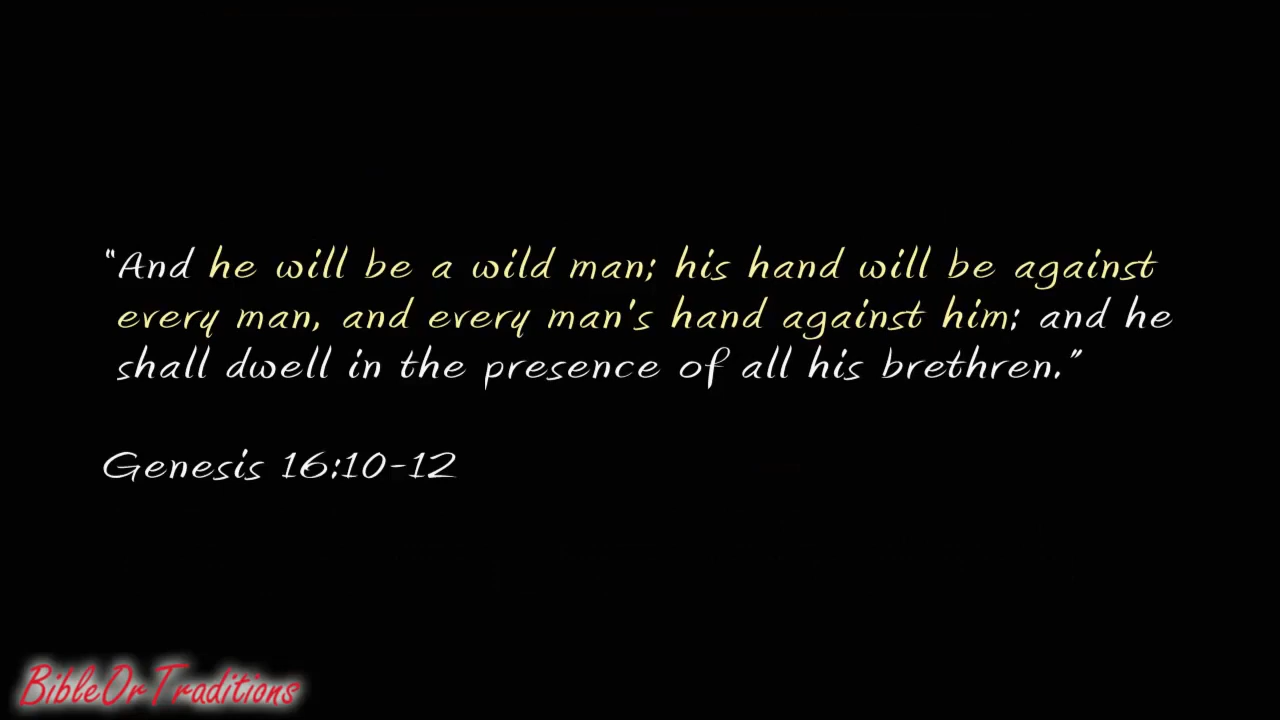 "And he will be a wild man; his hand will be against
every man, and every man's hand against him; and he
shall dwell in the presence of all his brethren."
Genesis 16:10-12
BibleOrTraditions